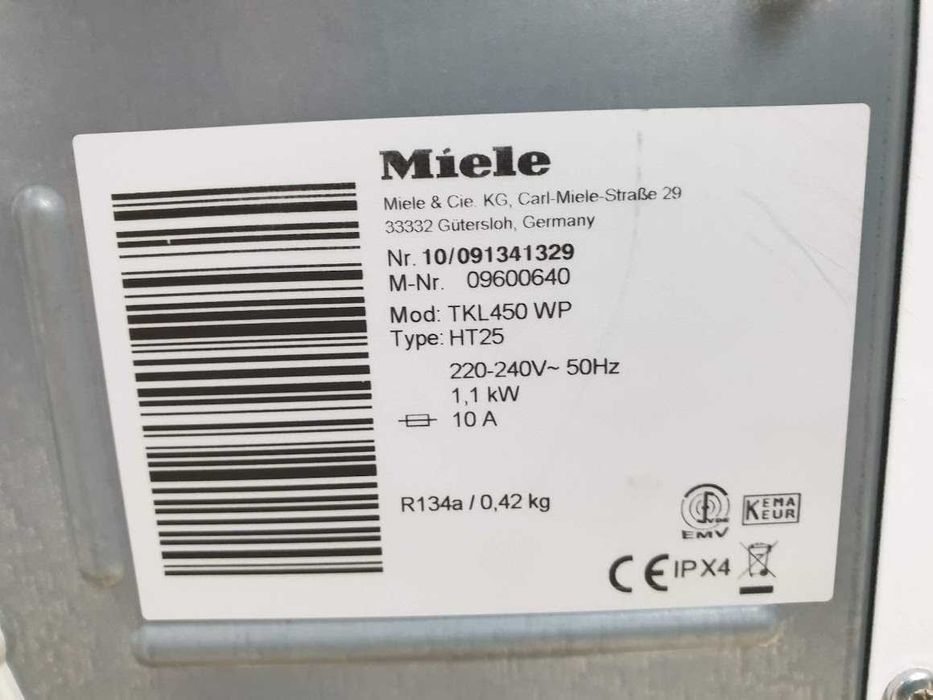 Miele
Miele & Cie. KG, Carl-Miele-Straße 29
33332 Gütersloh, Germany
Nr. 10/091341329
M-Nr. 09600640
Mod: TKL450 WP
Type: HT25
220-240V~ 50Hz
1,1 kW
10 A
R134a / 0,42 kg
VDE
EMV
KEMA
KEUR
CE IPX4